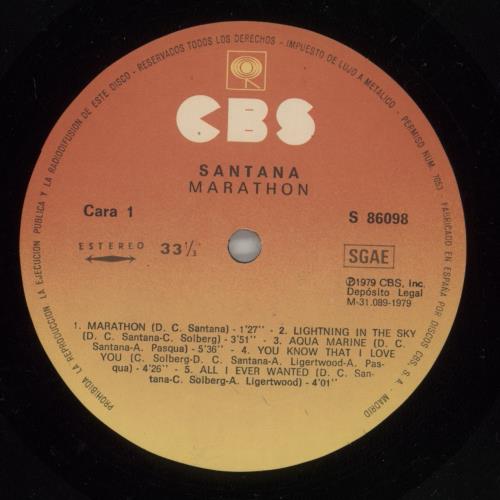 PROHIBIDA LA REPRODUCCION, LA EJECUCION PUBLICA Y LA RADIODIFUSION DE ESTE DISCO - RESERVADOS TODOS LOS DERECHOS - IMPUESTO DE LUJO A METALICO - PERMISO NUM. 7053 - FABRICADO EN ESPAÑA POR DISCOS CBS, S. A. - MADRID
CBS
SANTANA
MARATHON
Cara 1
S 86098
ESTEREO
33 1/3
SGAE
℗1979 CBS, Inc.
Depósito Legal
M-31.089-1979
1. MARATHON (D. C. Santana) - 1'27" - 2. LIGHTNING IN THE SKY
(D. C. Santana-C. Solberg) - 3'51" - 3. AQUA MARINE (D. C.
Santana-A. Pasqua) - 5'36" - 4. YOU KNOW THAT I LOVE
YOU (C. Solberg-D. C. Santana-A. Ligertwood-A. Pas-
qua) - 4'26" - 5. ALL I EVER WANTED (D. C. San-
tana-C. Solberg-A. Ligertwood) - 4'01"